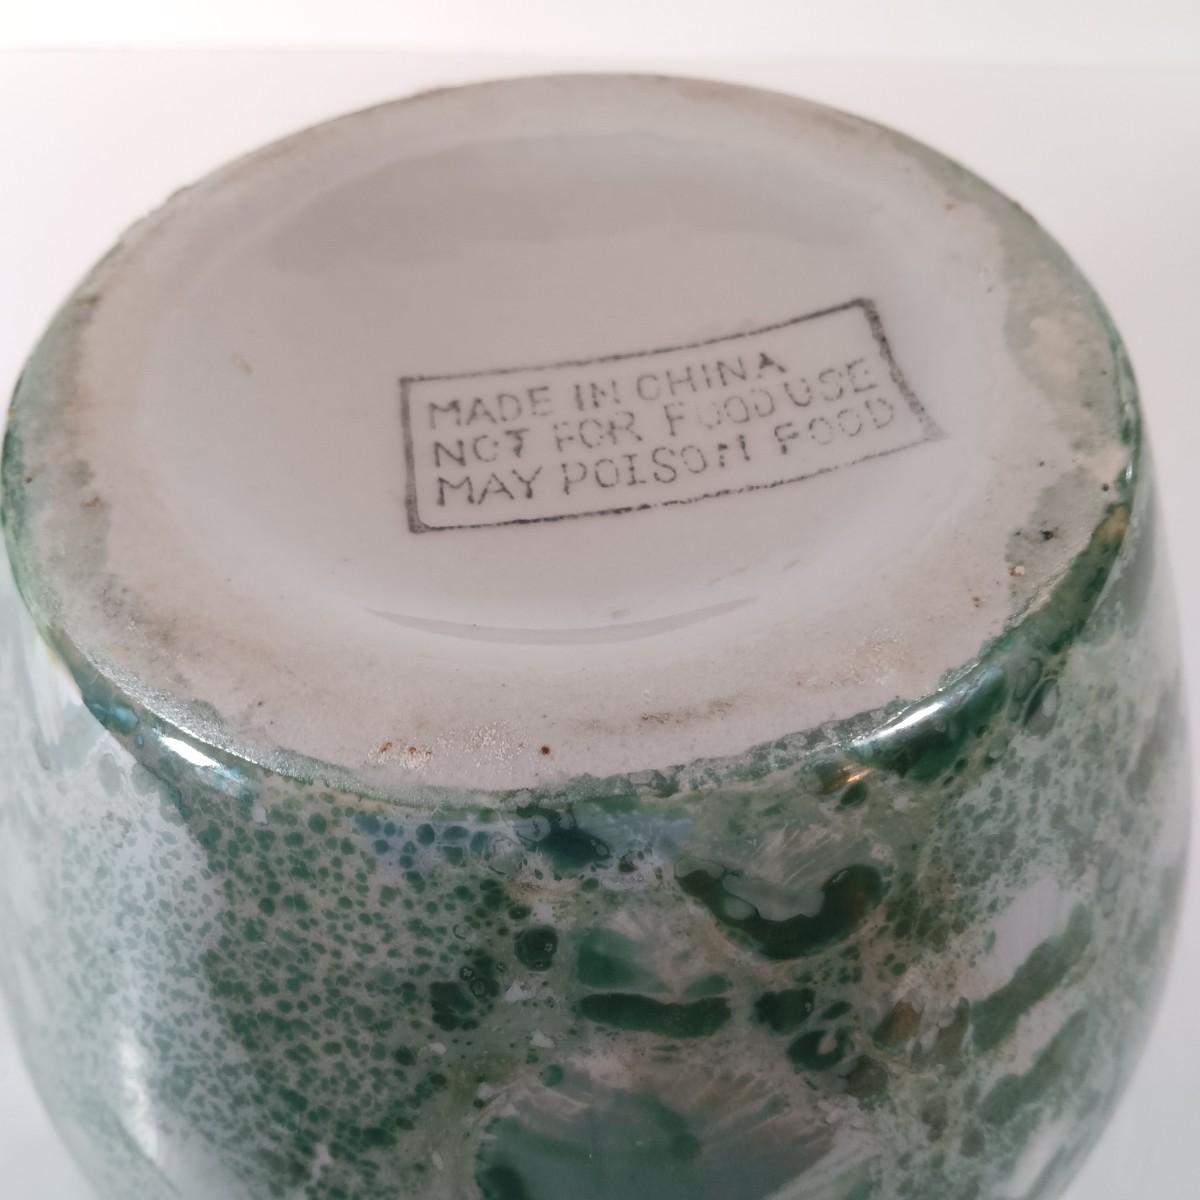 MADE IN CHINA
NOT FOR FOOD USE
MAY POISON FOOD